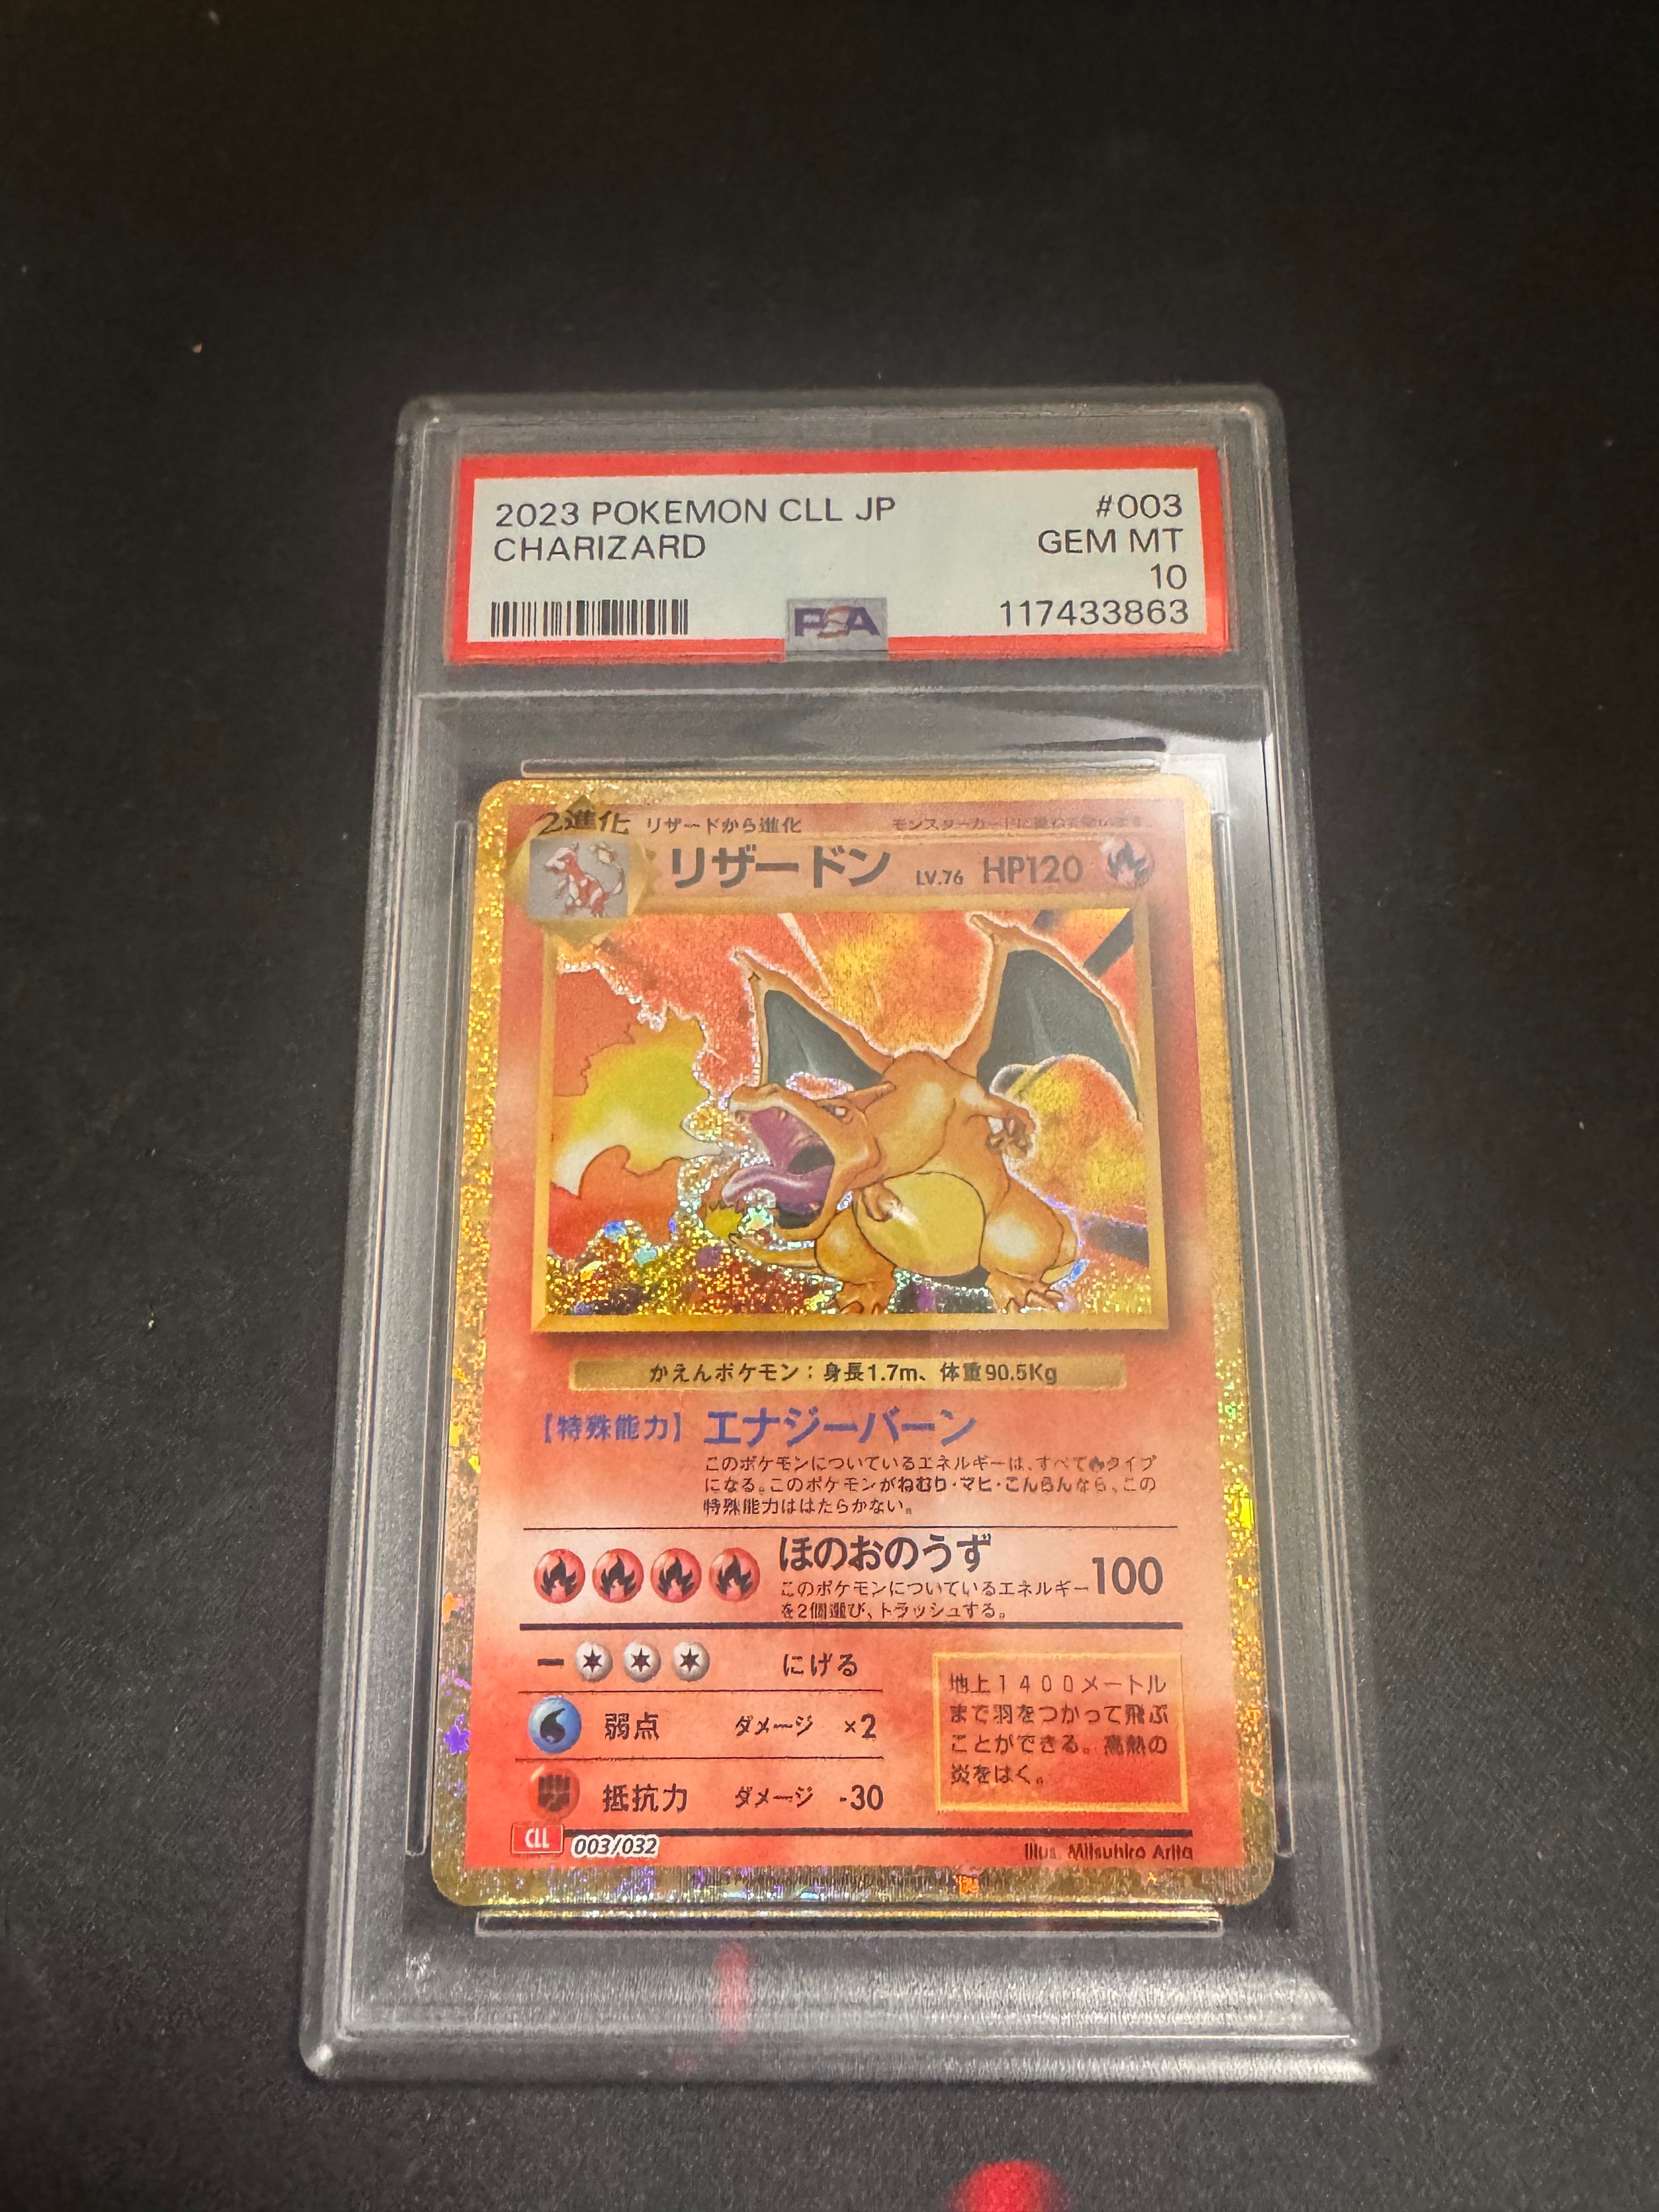 2023 POKEMON CLL JP #003
CHARIZARD GEM MT
10
PSA 117433863
2進化 リザードから進化
リザードン LV.76 HP120
かえんポケモン：身長1.7m、体重90.5Kg
【特殊能力】エナジーバーン
このポケモンについているエネルギーは、すべて タイプ
になる。このポケモンがねむり・マヒ・こんらんなら、この
特殊能力ははたらかない。
ほのおのうず 100
このポケモンについているエネルギー
を2個選び、トラッシュする。
にげる
弱点 ダメージ ×2
抵抗力 ダメージ -30
地上1400メートル
まで羽をつかって飛ぶ
ことができる。高熱の
炎をはく。
CLL 003/032 Illus. Mitsuhiro Arita